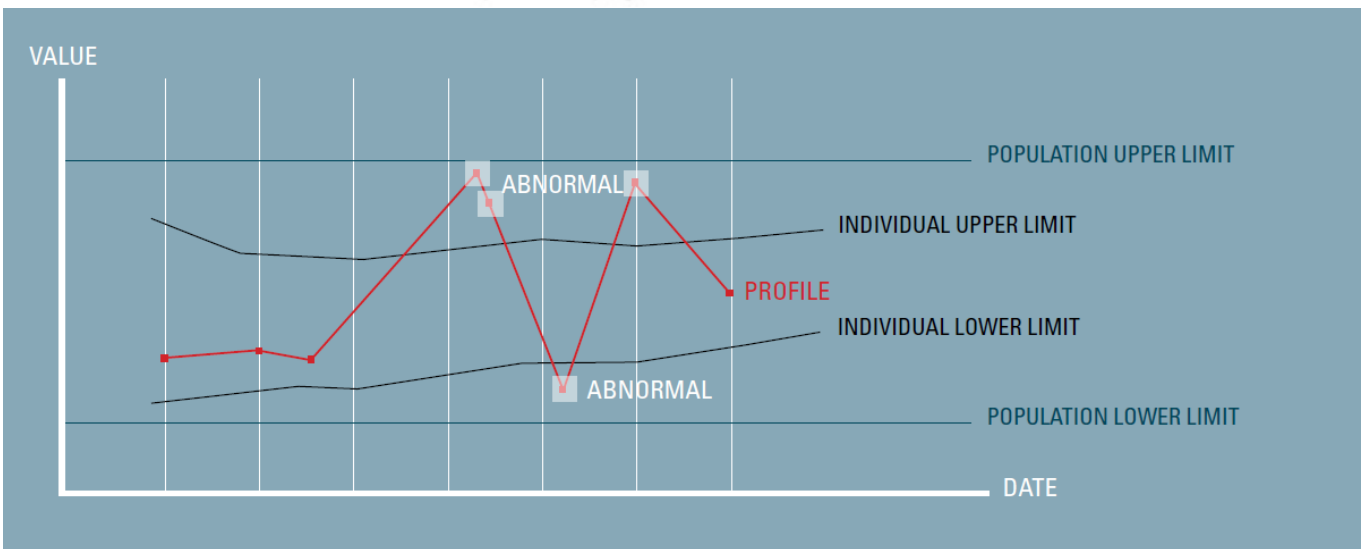 VALUE
POPULATION UPPER LIMIT
ABNORMAL
INDIVIDUAL UPPER LIMIT
PROFILE
INDIVIDUAL LOWER LIMIT
ABNORMAL
POPULATION LOWER LIMIT
DATE